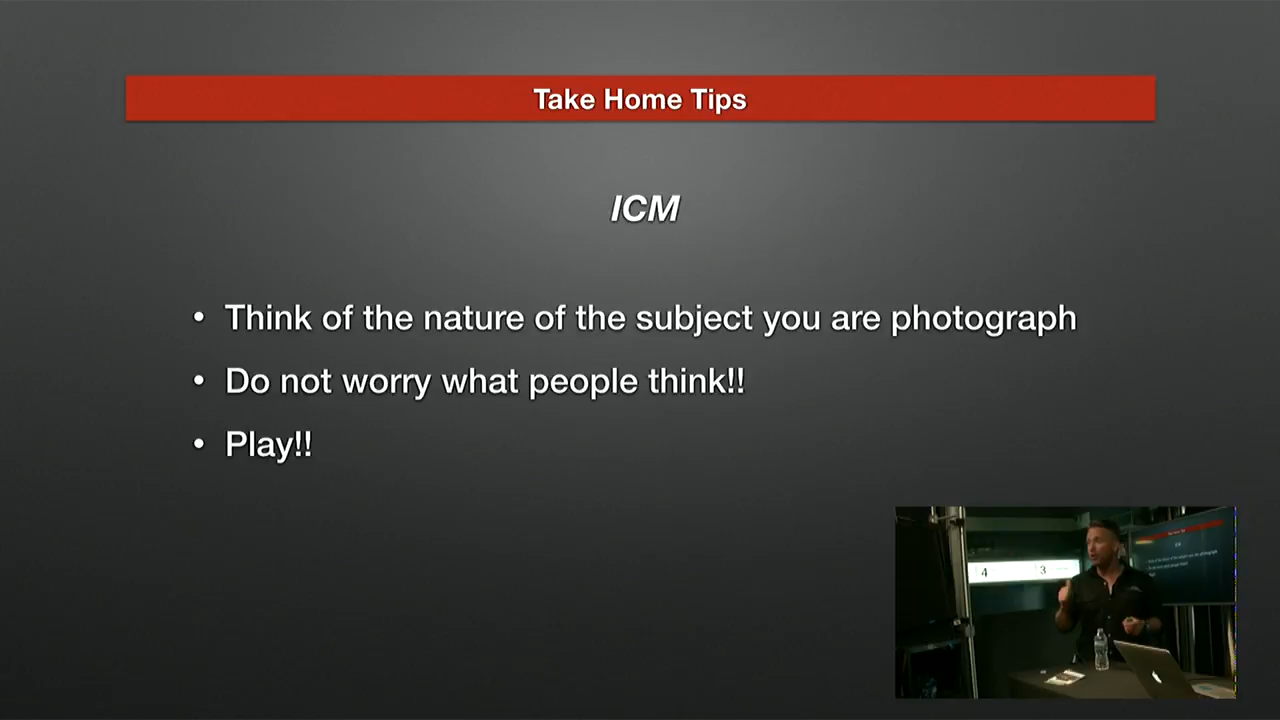 Take Home Tips
ICM
• Think of the nature of the subject you are photograph
• Do not worry what people think!!
• Play!!
4 3